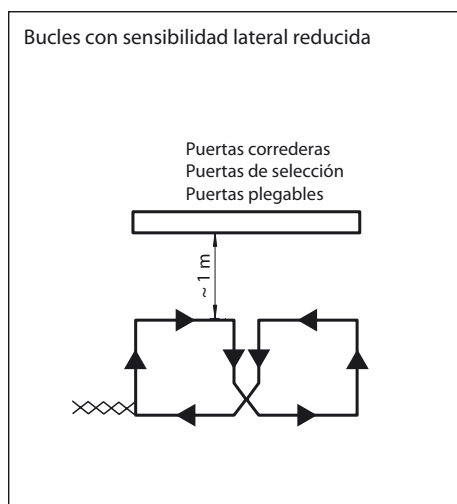 Bucles con sensibilidad lateral reducida
Puertas correderas
Puertas de selección
Puertas plegables
~ 1 m